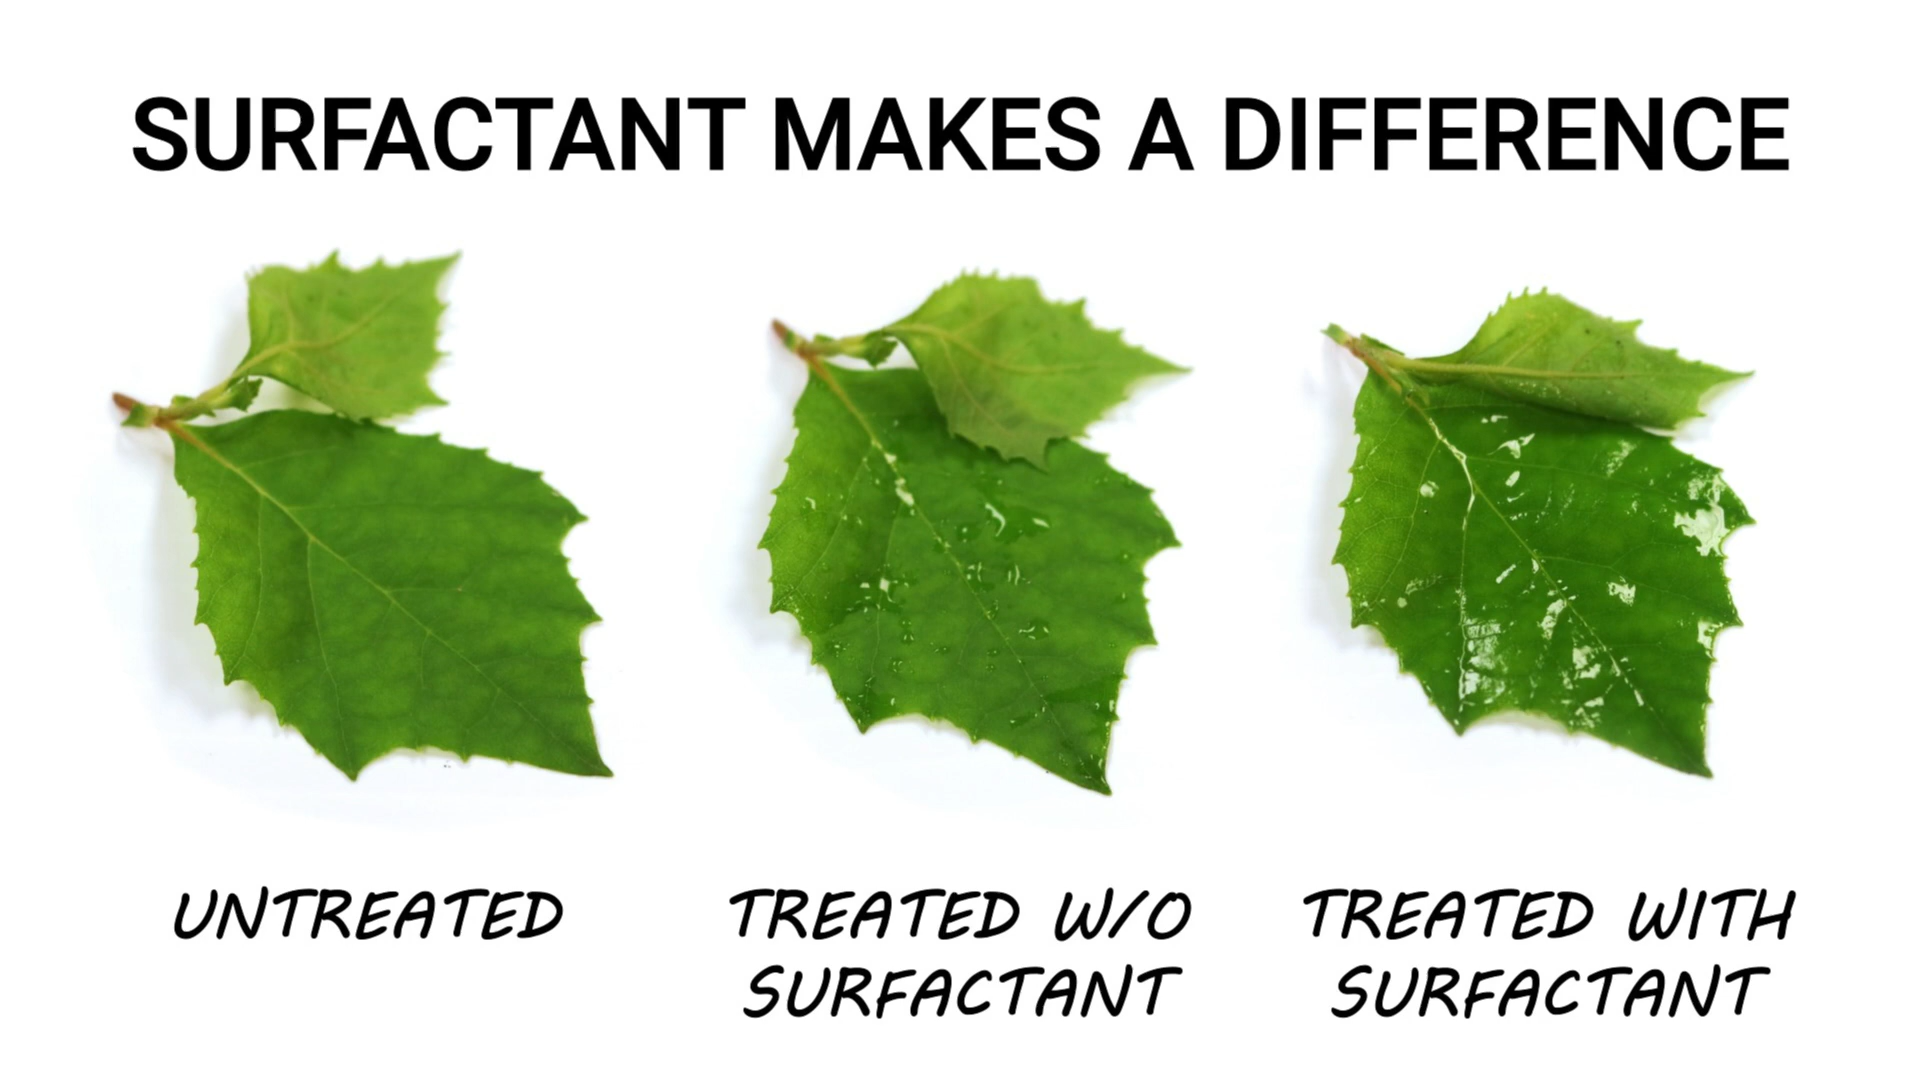 SURFACTANT MAKES A DIFFERENCE
UNTREATED
TREATED W/O
SURFACTANT
TREATED WITH
SURFACTANT